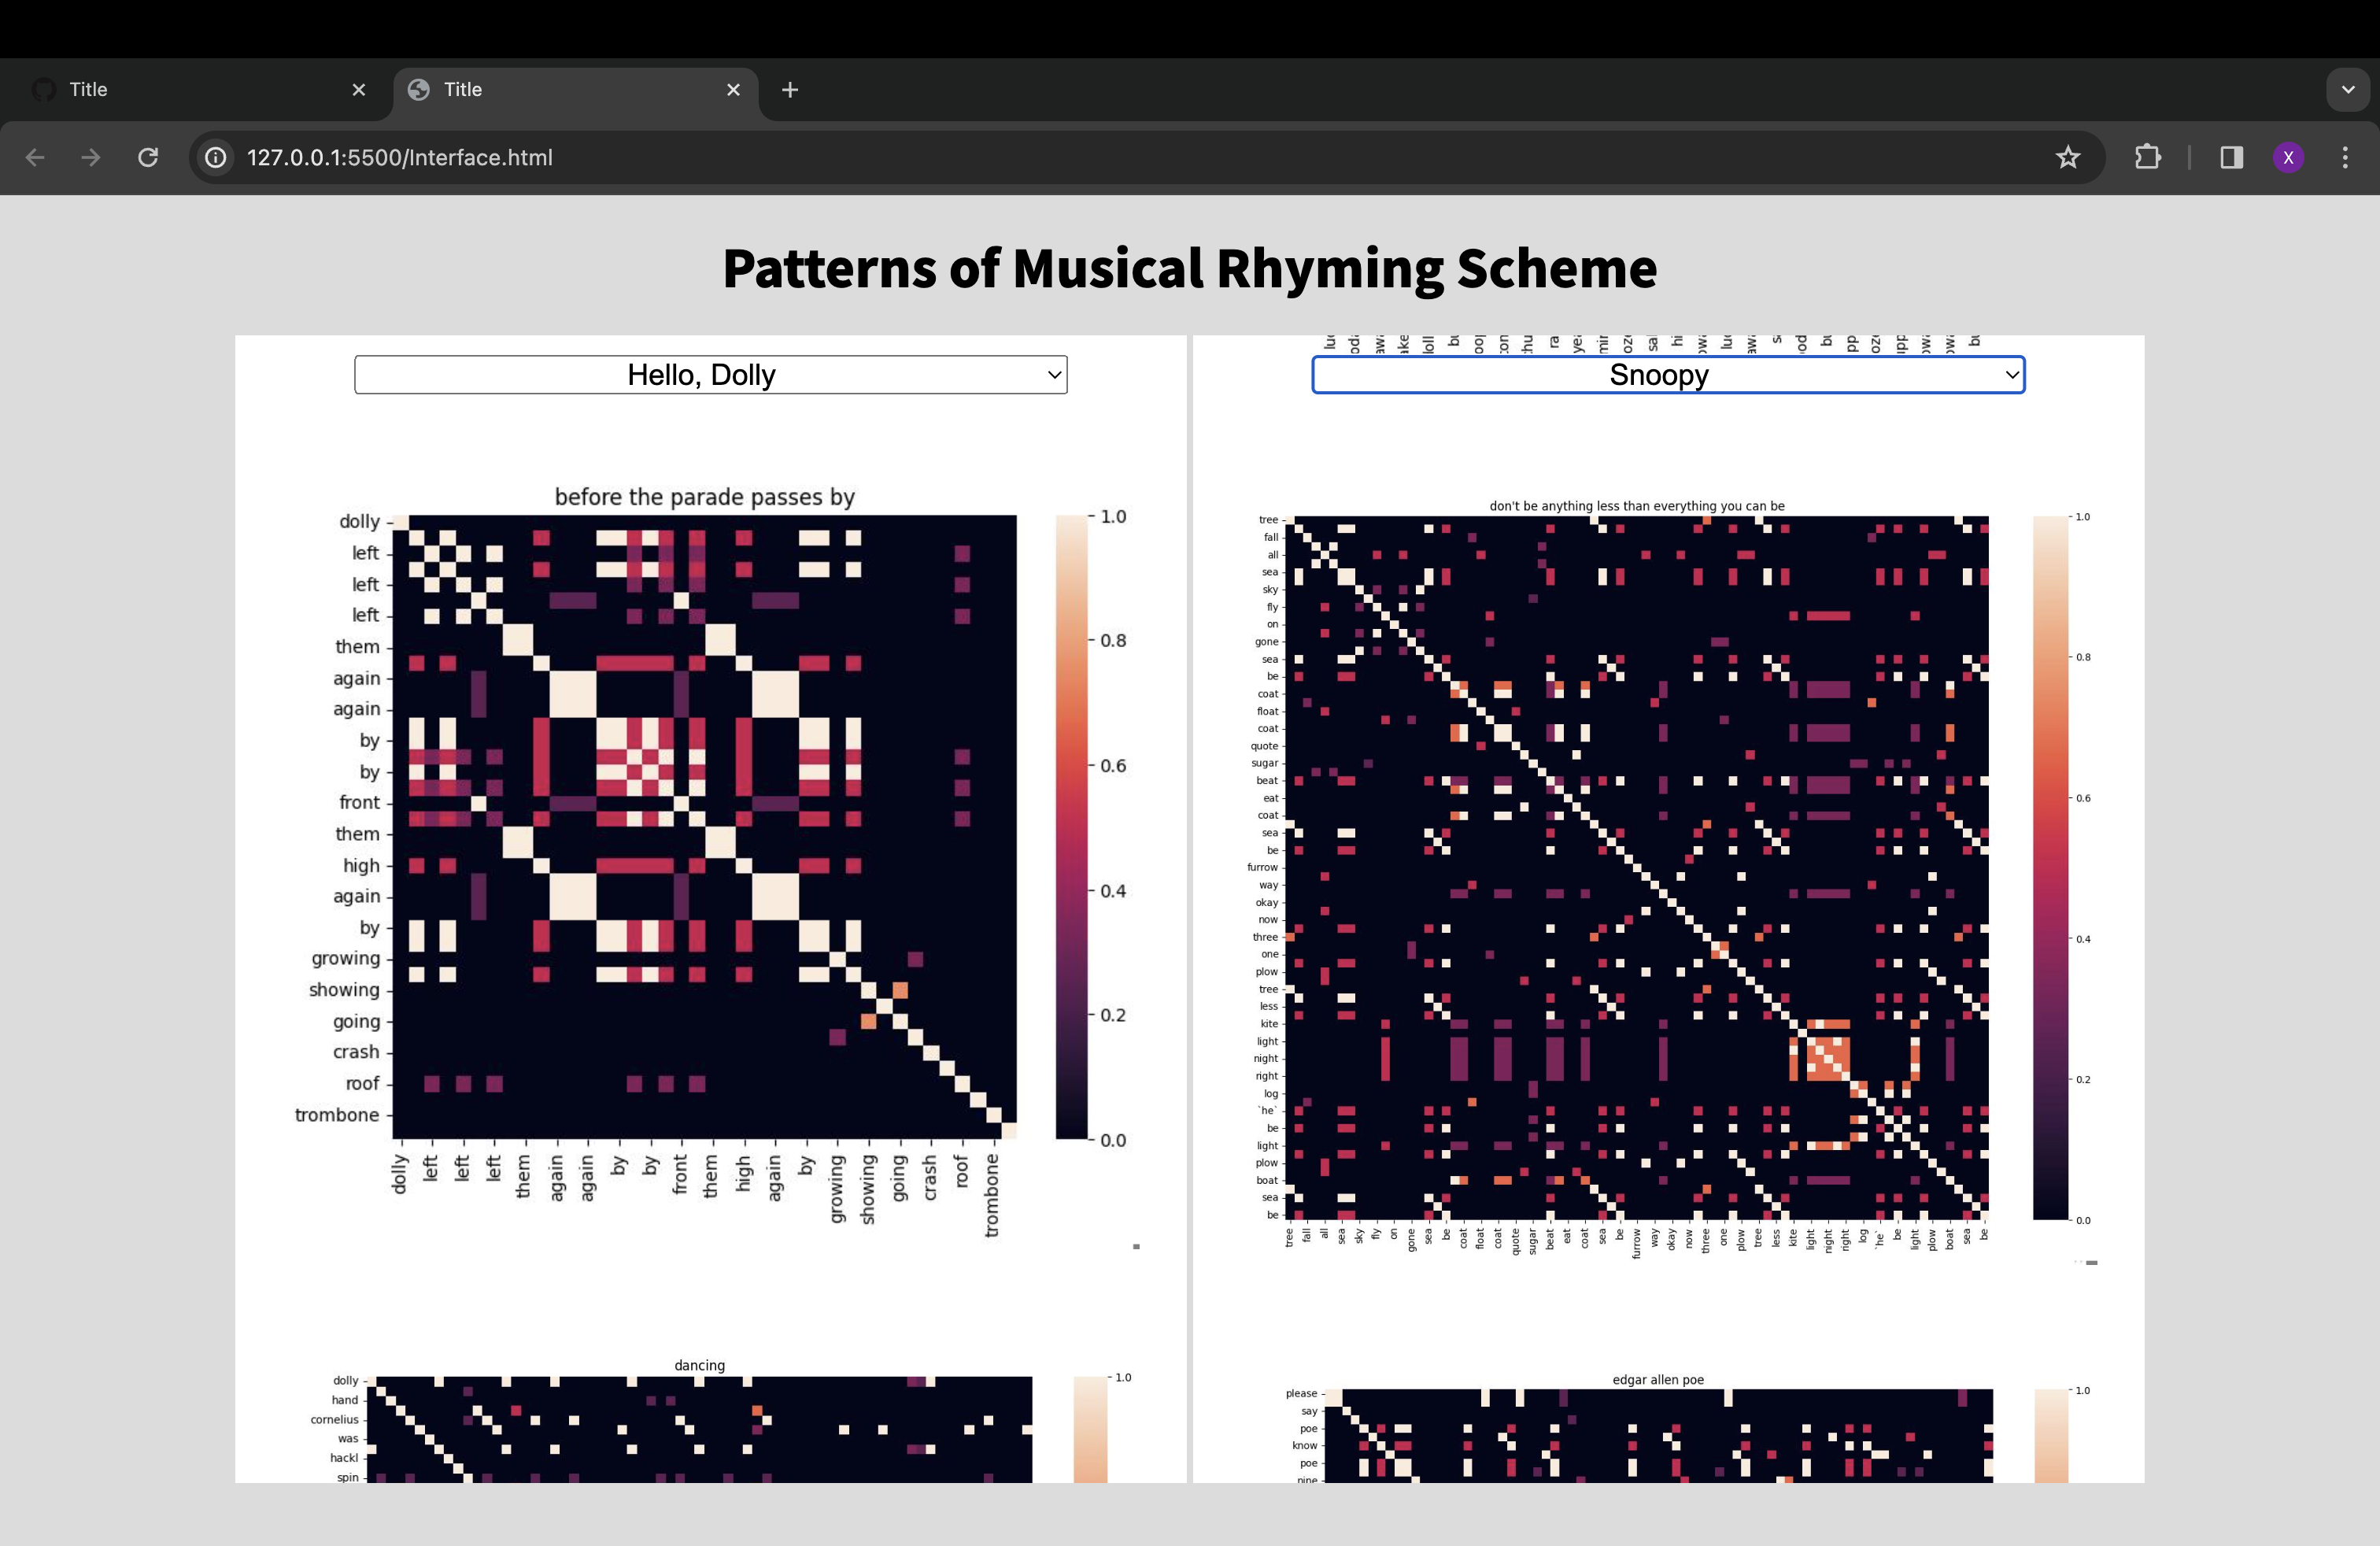 Title
Title
127.0.0.1:5500/Interface.html
X
Patterns of Musical Rhyming Scheme
Hello, Dolly
before the parade passes by
dolly
left
left
left
them
again
again
by
by
front
them
high
again
by
growing
showing
going
crash
roof
trombone
1.0
0.8
0.6
0.4
0.2
0.0
dolly
left
left
left
them
again
again
by
by
front
them
high
again
by
growing
showing
going
crash
roof
trombone
dancing
dolly
hand
cornelius
was
hackl
spin
1.0
Snoopy
don't be anything less than everything you can be
tree
fall
all
sea
sky
fly
on
gone
sea
be
coat
float
coat
quote
sugar
beat
eat
coat
sea
be
furrow
way
okay
now
three
one
plow
tree
less
kite
light
night
right
log
`he`
be
light
plow
boat
sea
be
1.0
0.8
0.6
0.4
0.2
0.0
tree
fall
all
sea
sky
fly
on
gone
sea
be
coat
float
coat
quote
sugar
beat
eat
coat
sea
be
furrow
way
okay
now
three
one
plow
tree
less
kite
light
night
right
log
`he`
be
light
plow
boat
sea
be
edgar allen poe
please
say
poe
know
poe
1.0